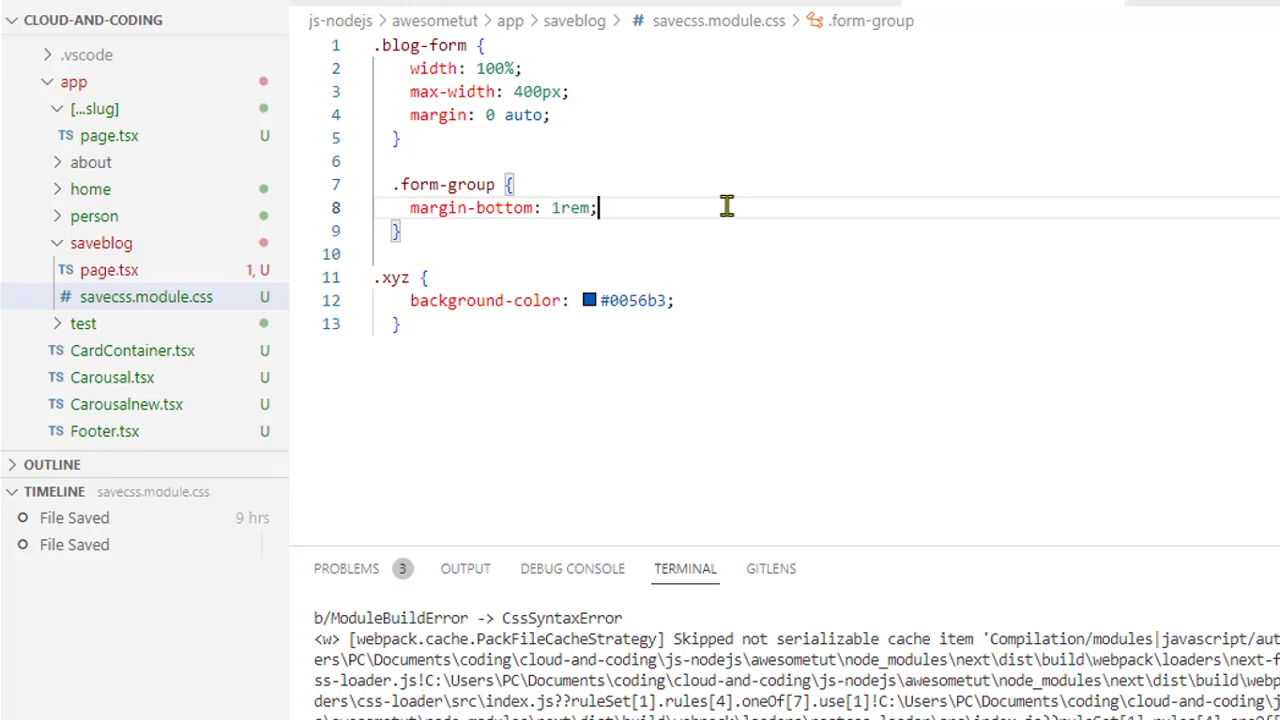 CLOUD-AND-CODING
.vscode
app
[...slug]
TS page.tsx U
about
home
person
saveblog
TS page.tsx 1, U
# savecss.module.css U
test
TS CardContainer.tsx U
TS Carousal.tsx U
TS Carousalnew.tsx U
TS Footer.tsx U
OUTLINE
TIMELINE savecss.module.css
File Saved 9 hrs
File Saved
js-nodejs > awesometut > app > saveblog > # savecss.module.css > .form-group
1 .blog-form {
2 width: 100%;
3 max-width: 400px;
4 margin: 0 auto;
5 }
6
7 .form-group {
8 margin-bottom: 1rem;
9 }
10
11 .xyz {
12 background-color: #0056b3;
13 }
PROBLEMS 3 OUTPUT DEBUG CONSOLE TERMINAL GITLENS
b/ModuleBuildError -> CssSyntaxError
<w> [webpack.cache.PackFileCacheStrategy] Skipped not serializable cache item 'Compilation/modules|javascript/aut
ers\PC\Documents\coding\cloud-and-coding\js-nodejs\awesometut\node_modules\next\dist\build\webpack\loaders\next-f
ss-loader.js!C:\Users\PC\Documents\coding\cloud-and-coding\js-nodejs\awesometut\node_modules\next\dist\build\web
ders\css-loader\src\index.js??ruleSet[1].rules[4].oneOf[7].use[1]!C:\Users\PC\Documents\coding\cloud-and-coding\j